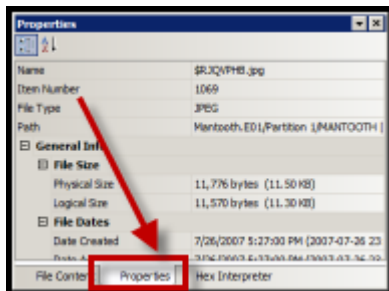 Properties
Name $RJQVPHB.jpg
Item Number 1069
File Type JPEG
Path Mantooth.E01/Partition 1/MANTOOTH [
General Info
File Size
Physical Size 11,776 bytes (11.50 KB)
Logical Size 11,570 bytes (11.30 KB)
File Dates
Date Created 7/26/2007 5:27:00 PM (2007-07-26 23
File Content Properties Hex Interpreter